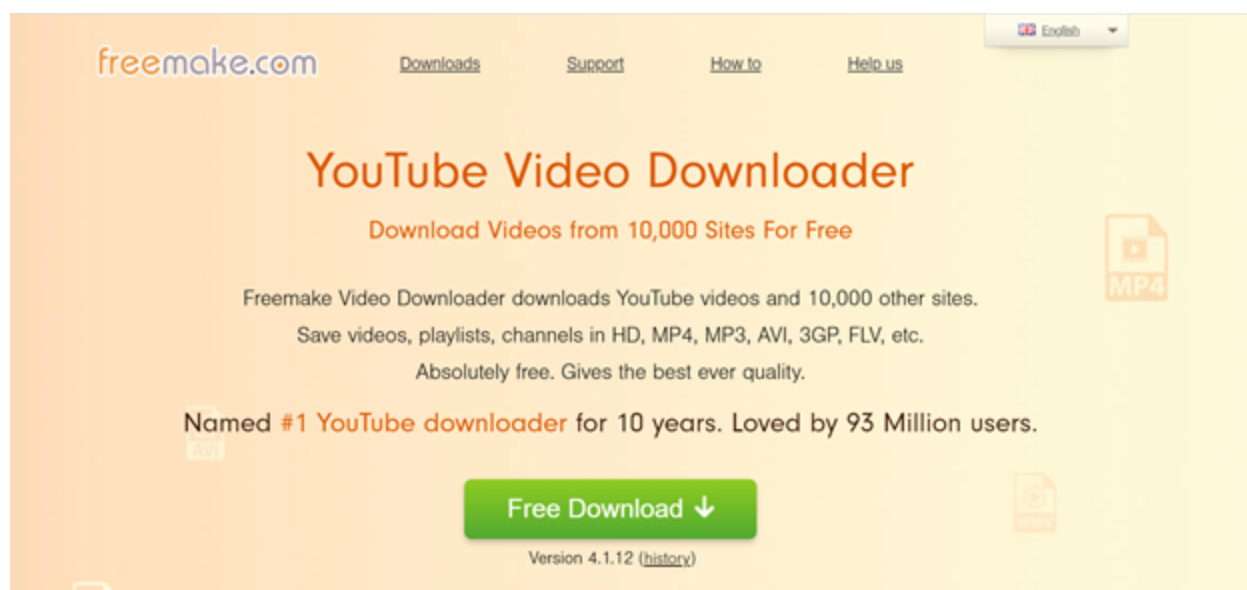 English
freemake.com
Downloads Support How to Help us
YouTube Video Downloader
Download Videos from 10,000 Sites For Free
MP4
Freemake Video Downloader downloads YouTube videos and 10,000 other sites.
Save videos, playlists, channels in HD, MP4, MP3, AVI, 3GP, FLV, etc.
Absolutely free. Gives the best ever quality.
Named #1 YouTube downloader for 10 years. Loved by 93 Million users.
AVI
Free Download
Version 4.1.12 (history)